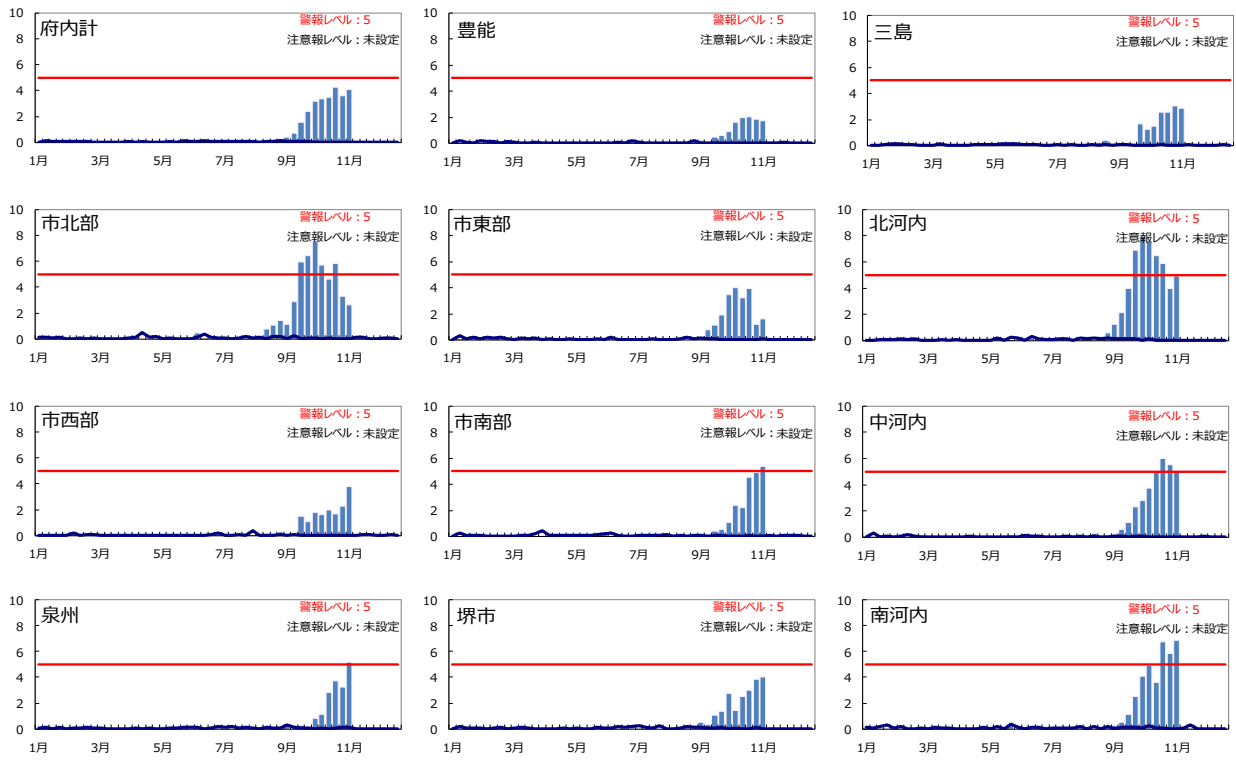 府内計
警報レベル：5
注意報レベル：未設定
10
8
6
4
2
0
1月 3月 5月 7月 9月 11月
豊能
警報レベル：5
注意報レベル：未設定
10
8
6
4
2
0
1月 3月 5月 7月 9月 11月
三島
警報レベル：5
注意報レベル：未設定
10
8
6
4
2
0
1月 3月 5月 7月 9月 11月
市北部
警報レベル：5
注意報レベル：未設定
10
8
6
4
2
0
1月 3月 5月 7月 9月 11月
市東部
警報レベル：5
注意報レベル：未設定
10
8
6
4
2
0
1月 3月 5月 7月 9月 11月
北河内
警報レベル：5
注意報レベル：未設定
10
8
6
4
2
0
1月 3月 5月 7月 9月 11月
市西部
警報レベル：5
注意報レベル：未設定
10
8
6
4
2
0
1月 3月 5月 7月 9月 11月
市南部
警報レベル：5
注意報レベル：未設定
10
8
6
4
2
0
1月 3月 5月 7月 9月 11月
中河内
警報レベル：5
注意報レベル：未設定
10
8
6
4
2
0
1月 3月 5月 7月 9月 11月
泉州
警報レベル：5
注意報レベル：未設定
10
8
6
4
2
0
1月 3月 5月 7月 9月 11月
堺市
警報レベル：5
注意報レベル：未設定
10
8
6
4
2
0
1月 3月 5月 7月 9月 11月
南河内
警報レベル：5
注意報レベル：未設定
10
8
6
4
2
0
1月 3月 5月 7月 9月 11月